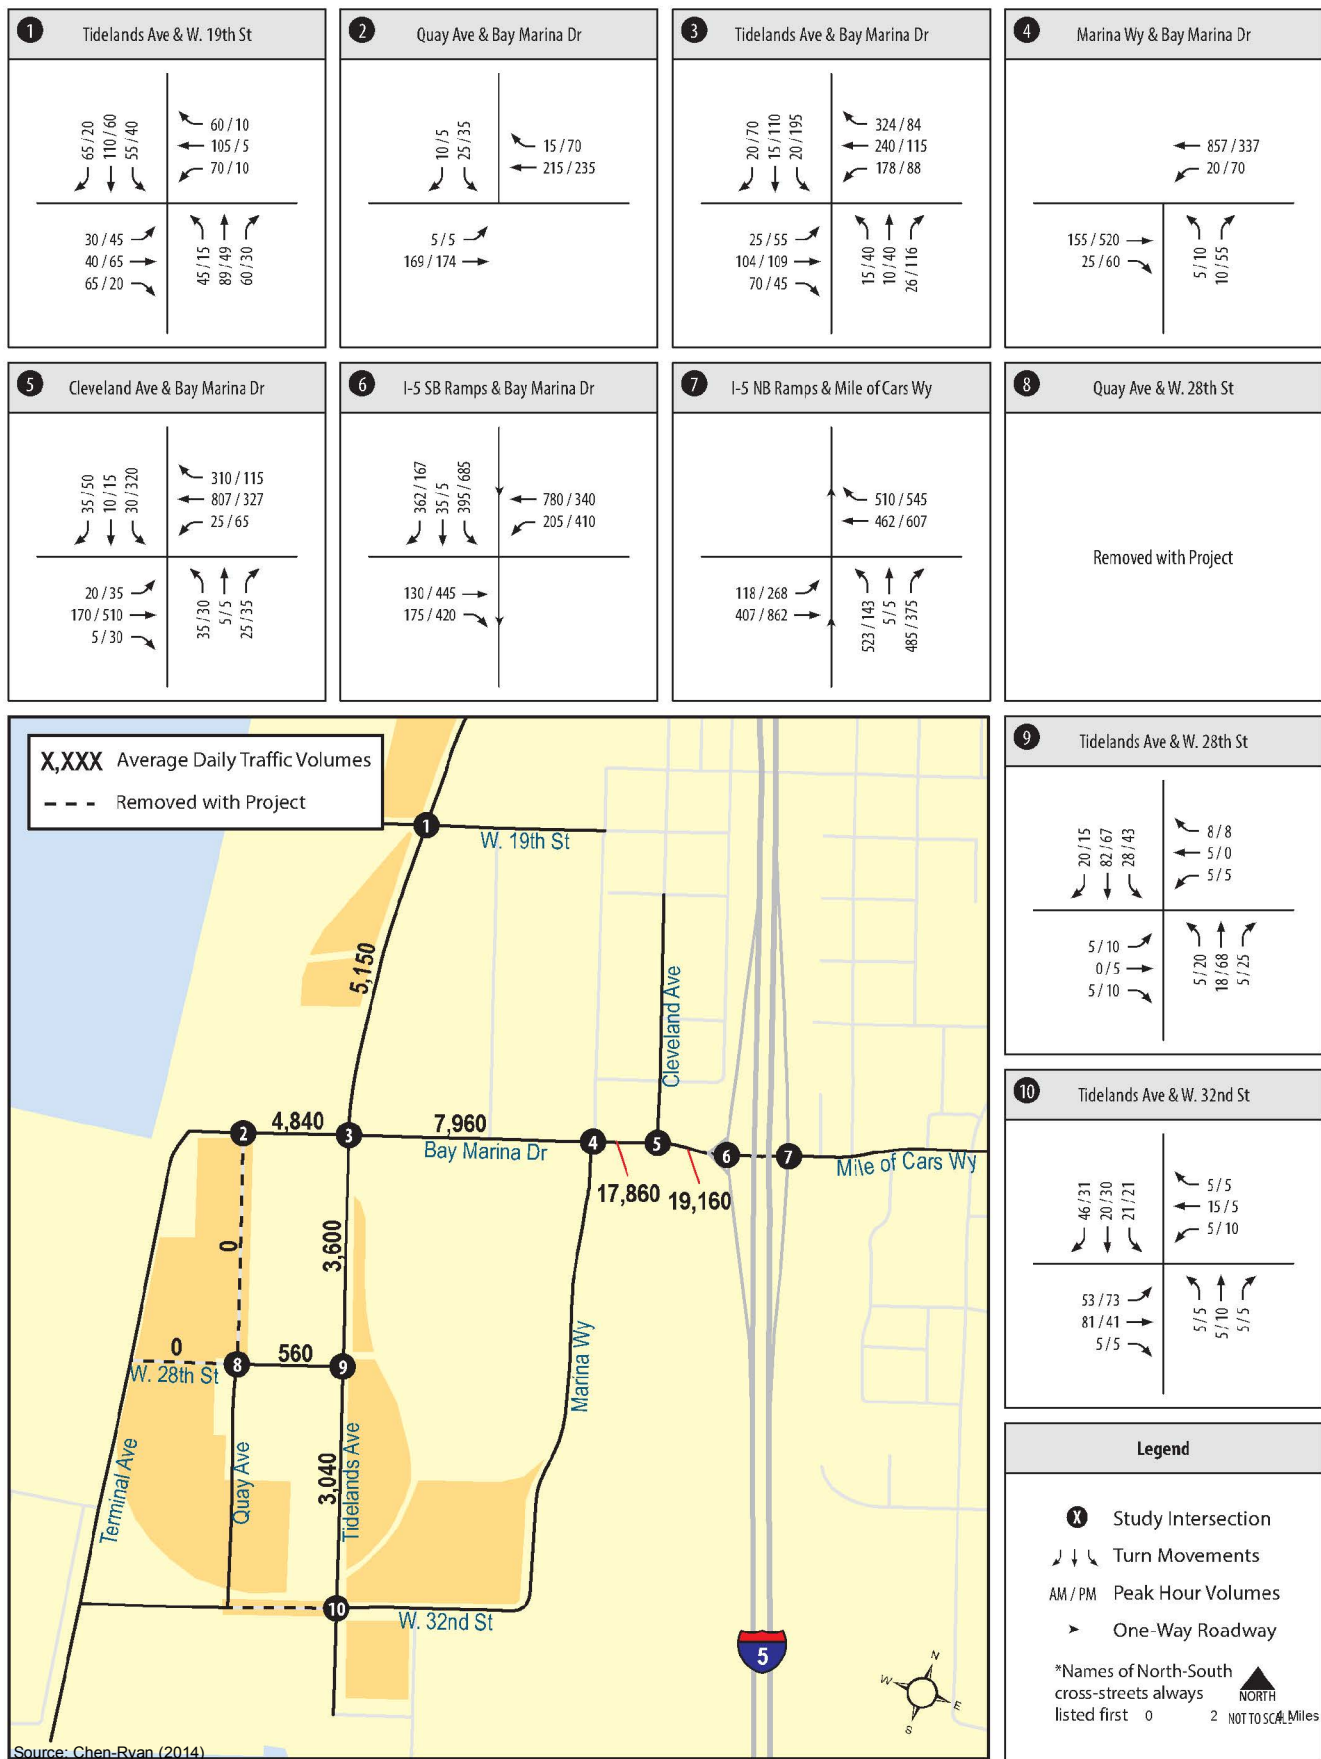 1 Tidelands Ave & W. 19th St
65 / 20
110 / 60
55 / 40
60 / 10
105 / 5
70 / 10
30 / 45
40 / 65
65 / 20
45 / 15
89 / 49
60 / 30
2 Quay Ave & Bay Marina Dr
10 / 5
25 / 35
15 / 70
215 / 235
5 / 5
169 / 174
3 Tidelands Ave & Bay Marina Dr
20 / 70
15 / 110
20 / 195
324 / 84
240 / 115
178 / 88
25 / 55
104 / 109
70 / 45
15 / 40
10 / 40
26 / 116
4 Marina Wy & Bay Marina Dr
857 / 337
20 / 70
155 / 520
25 / 60
5 / 10
10 / 55
5 Cleveland Ave & Bay Marina Dr
35 / 50
10 / 15
30 / 320
310 / 115
807 / 327
25 / 65
20 / 35
170 / 510
5 / 30
35 / 30
5 / 5
25 / 35
6 I-5 SB Ramps & Bay Marina Dr
362 / 167
35 / 5
395 / 685
780 / 340
205 / 410
130 / 445
175 / 420
7 I-5 NB Ramps & Mile of Cars Wy
510 / 545
462 / 607
118 / 268
407 / 862
523 / 143
5 / 5
485 / 375
8 Quay Ave & W. 28th St
Removed with Project
X,XXX Average Daily Traffic Volumes
Removed with Project
1
W. 19th St
5,150
Cleveland Ave
2
4,840
3
7,960
Bay Marina Dr
4
5
6
7
Mile of Cars Wy
17,860
19,160
0
3,600
0
W. 28th St
8
560
9
Marina Wy
Terminal Ave
Quay Ave
3,040
Tidelands Ave
10
W. 32nd St
5
N
W
E
S
Source: Chen-Ryan (2014)
9 Tidelands Ave & W. 28th St
20 / 15
82 / 67
28 / 43
8 / 8
5 / 0
5 / 5
5 / 10
0 / 5
5 / 10
5 / 20
18 / 68
5 / 25
10 Tidelands Ave & W. 32nd St
46 / 31
20 / 30
21 / 21
5 / 5
15 / 5
5 / 10
53 / 73
81 / 41
5 / 5
5 / 5
5 / 10
5 / 5
Legend
X Study Intersection
Turn Movements
AM / PM Peak Hour Volumes
One-Way Roadway
*Names of North-South
cross-streets always
listed first
NORTH
NOT TO SCALE
0 2 4 Miles